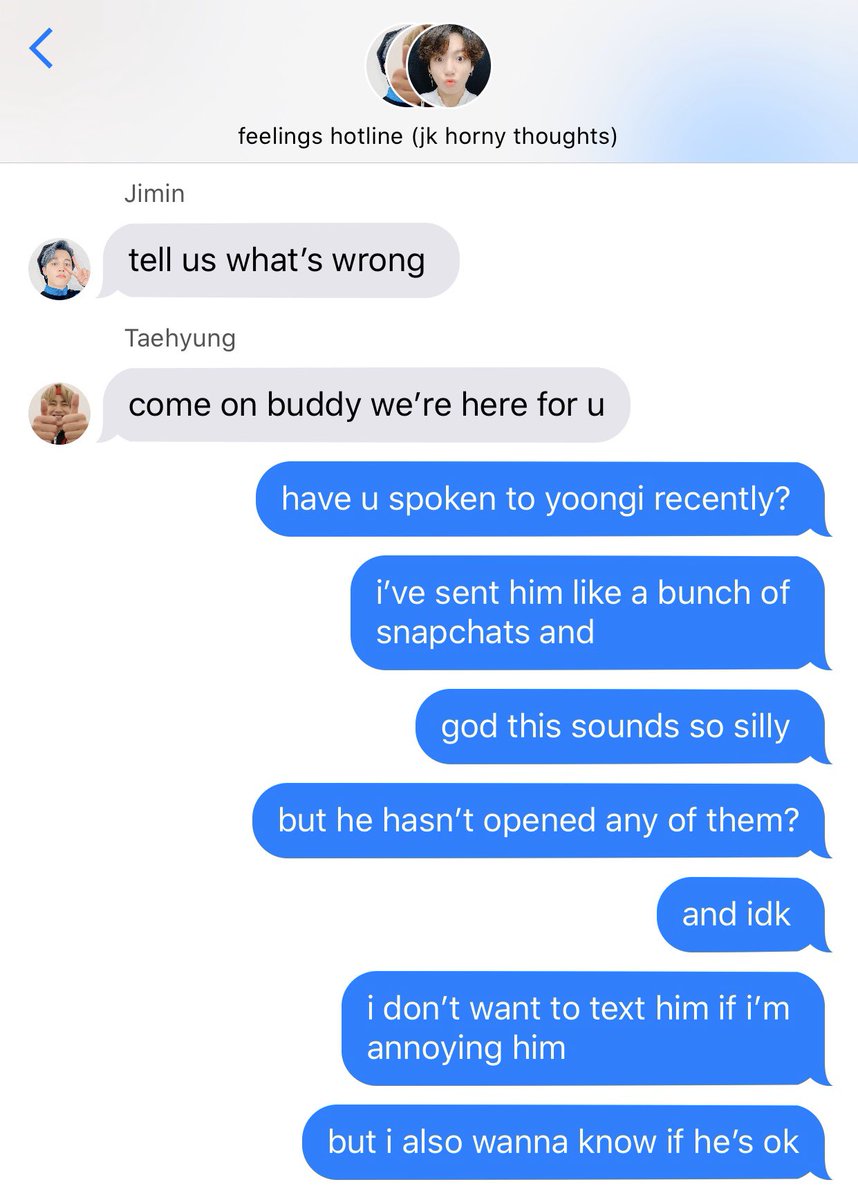 feelings hotline (jk horny thoughts)
Jimin
tell us what’s wrong
Taehyung
come on buddy we’re here for u
have u spoken to yoongi recently?
i’ve sent him like a bunch of
snapchats and
god this sounds so silly
but he hasn’t opened any of them?
and idk
i don’t want to text him if i’m
annoying him
but i also wanna know if he’s ok